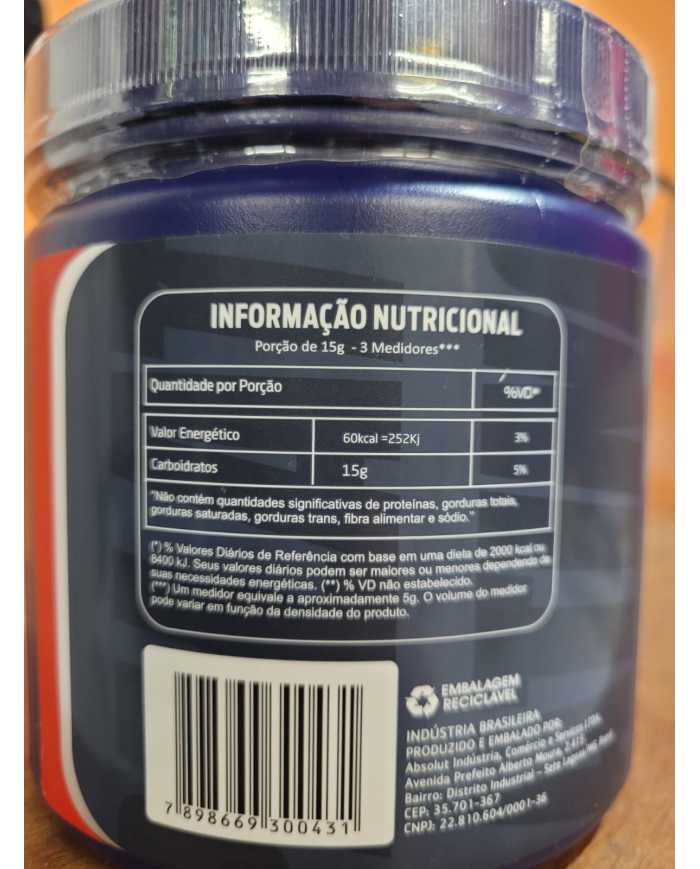 INFORMAÇÃO NUTRICIONAL
Porção de 15g - 3 Medidores***
Quantidade por Porção %VD*
Valor Energético 60kcal =252Kj 3%
Carboidratos 15g 5%
"Não contém quantidades significativas de proteínas, gorduras totais,
gorduras saturadas, gorduras trans, fibra alimentar e sódio."
(*) % Valores Diários de Referência com base em uma dieta de 2000 kcal ou
8400 kJ. Seus valores diários podem ser maiores ou menores dependendo de
suas necessidades energéticas. (**) % VD não estabelecido.
(***) Um medidor equivale a aproximadamente 5g. O volume do medidor
pode variar em função da densidade do produto.
EMBALAGEM
RECICLÁVEL
INDÚSTRIA BRASILEIRA
PRODUZIDO E EMBALADO POR:
Absolut Indústria, Comércio e Serviços LTDA.
Avenida Prefeito Alberto Moura, 2415
Bairro: Distrito Industrial – Sete Lagoas/MG
CEP: 35.701-367
CNPJ: 22.810.604/0001-36
7 898669 300431